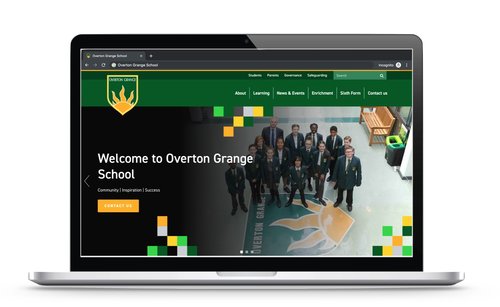 Overton Grange School
Overton Grange School
Incognito
Students Parents Governance Safeguarding Search
OVERTON GRANGE
About Learning News & Events Enrichment Sixth Form Contact us
Welcome to Overton Grange
School
Community | Inspiration | Success
CONTACT US
OVERTON GRANGE